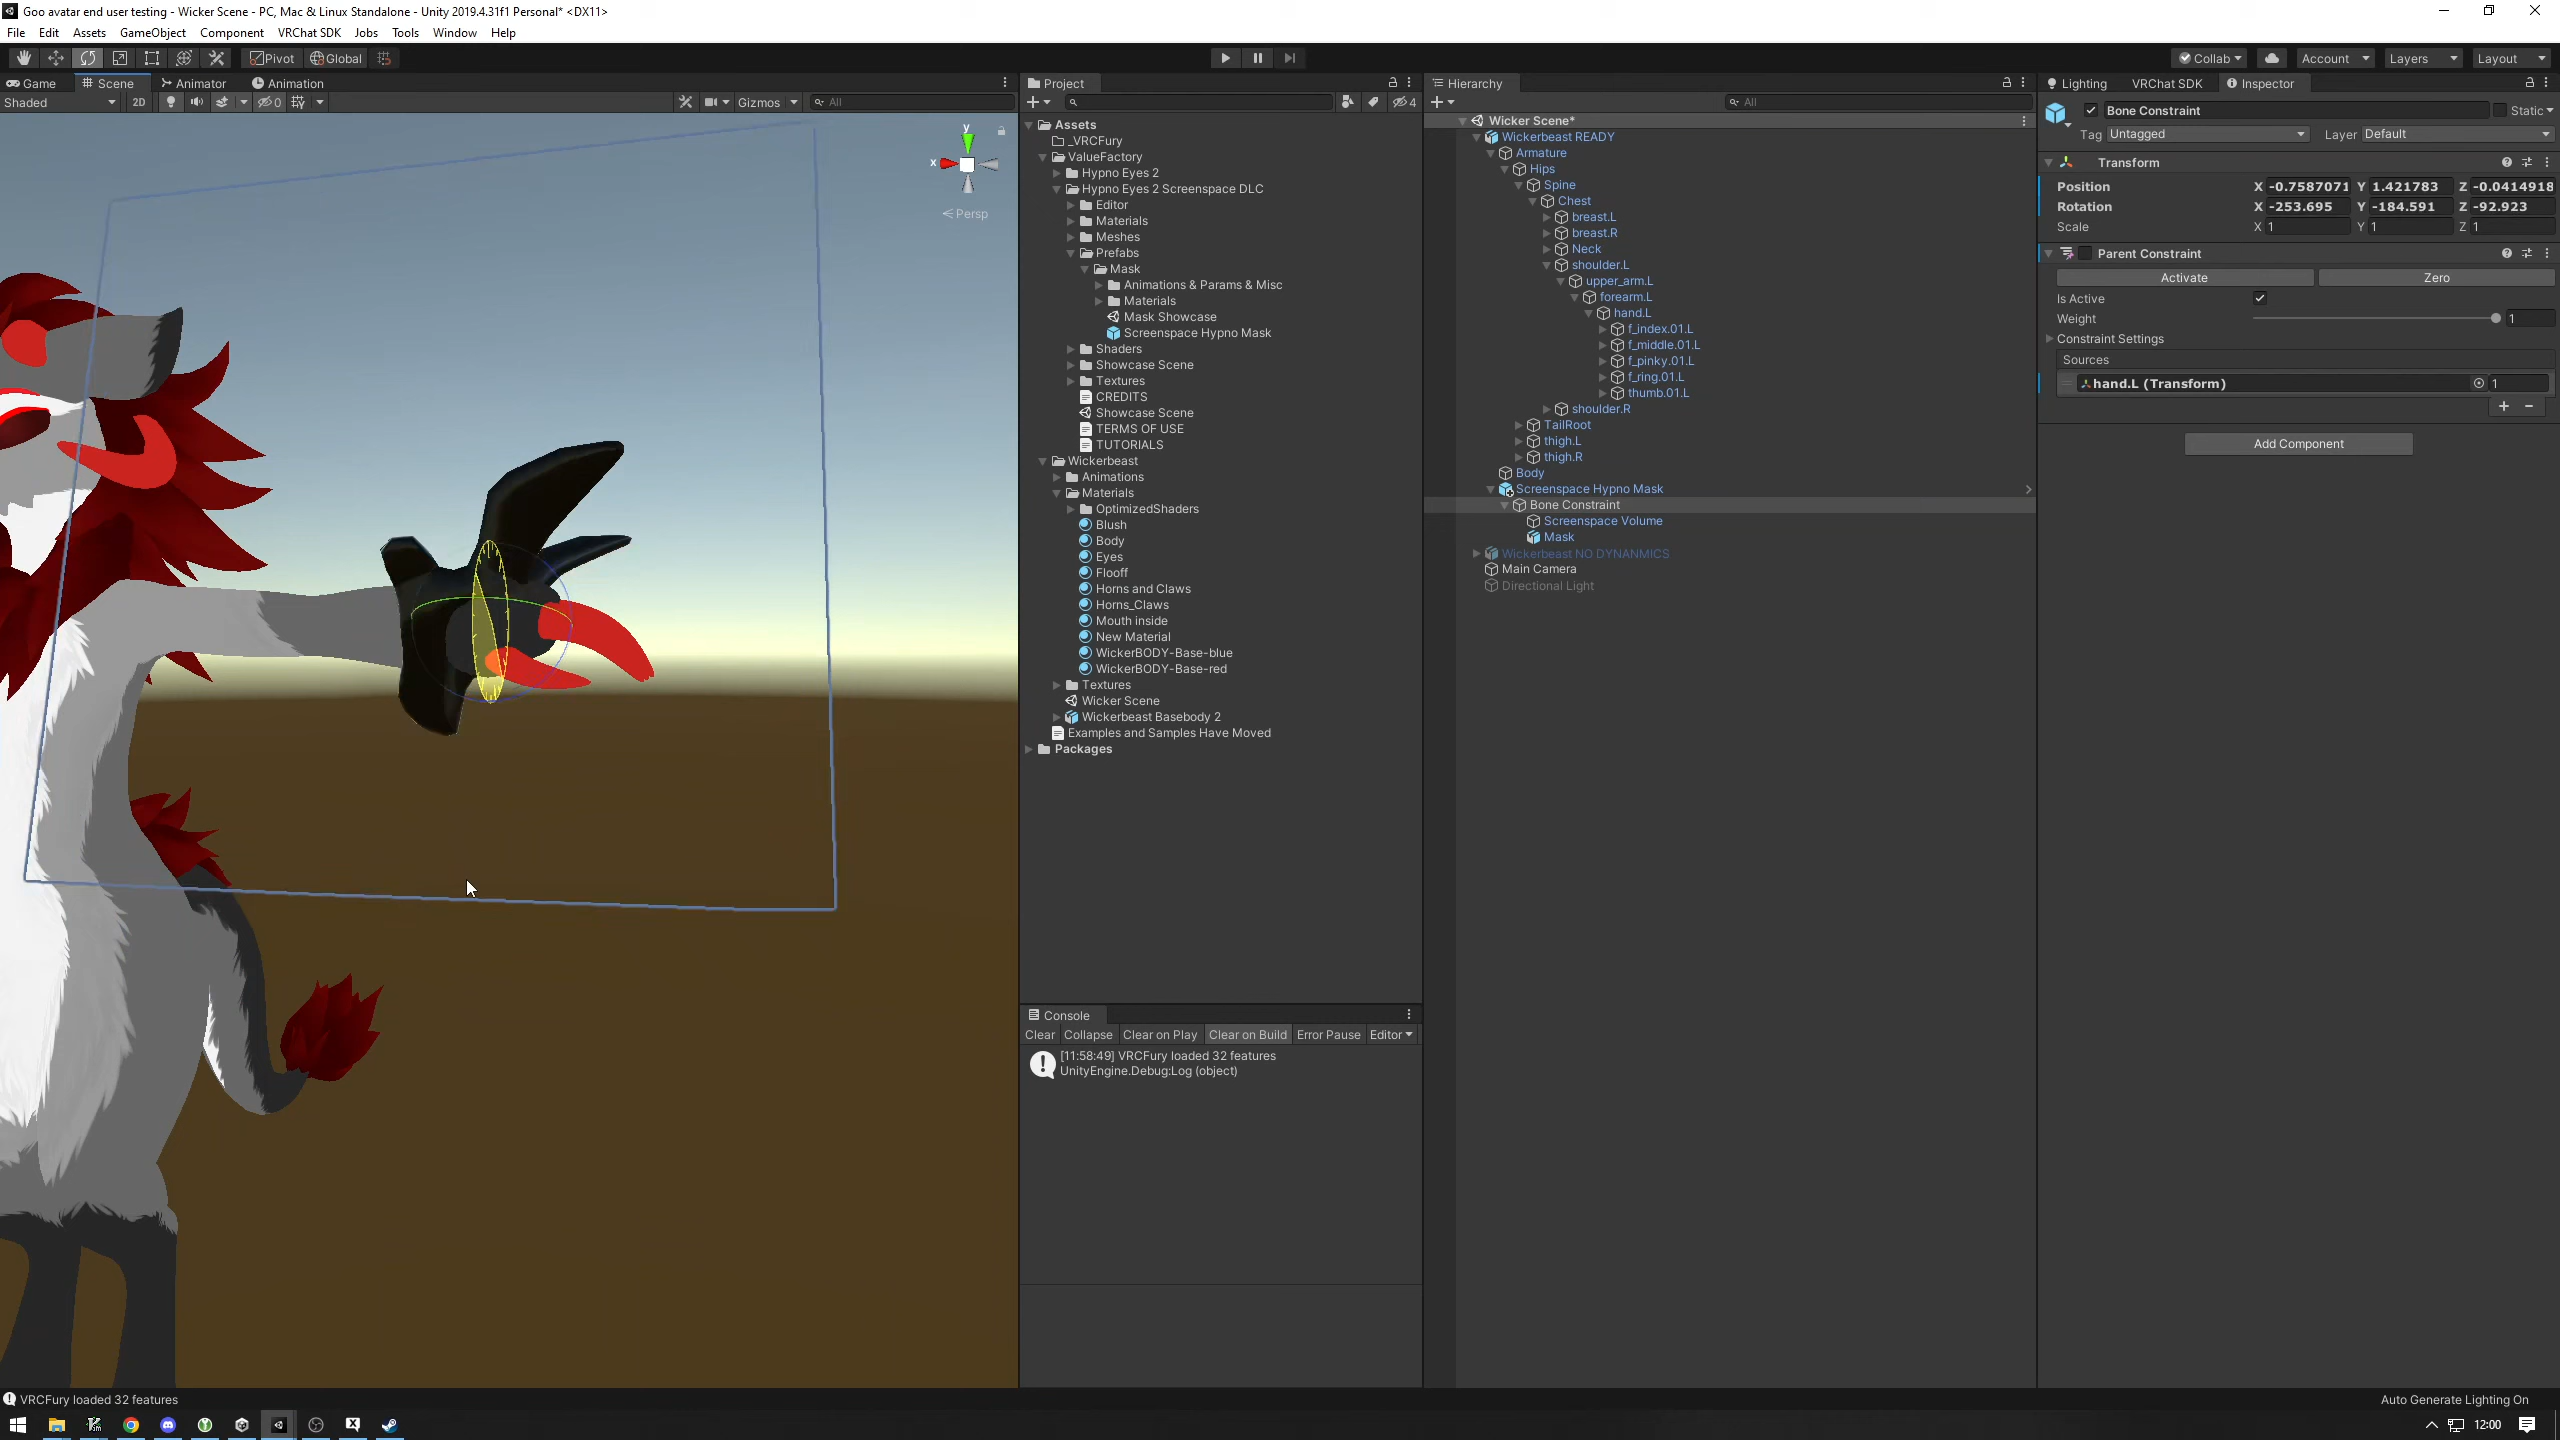 Goo avatar end user testing - Wicker Scene - PC, Mac & Linux Standalone - Unity 2019.4.31f1 Personal* <DX11>
File Edit Assets GameObject Component VRChat SDK Jobs Tools Window Help
Pivot Global Collab Account Layers Layout
Game Scene Animator Animation
Shaded 2D 0 Gizmos All
y
x
Persp
Project
4
Assets
_VRCFury
ValueFactory
Hypno Eyes 2
Hypno Eyes 2 Screenspace DLC
Editor
Materials
Meshes
Prefabs
Mask
Animations & Params & Misc
Materials
Mask Showcase
Screenspace Hypno Mask
Shaders
Showcase Scene
Textures
CREDITS
Showcase Scene
TERMS OF USE
TUTORIALS
Wickerbeast
Animations
Materials
OptimizedShaders
Blush
Body
Eyes
Flooff
Horns and Claws
Horns_Claws
Mouth inside
New Material
WickerBODY-Base-blue
WickerBODY-Base-red
Textures
Wicker Scene
Wickerbeast Basebody 2
Examples and Samples Have Moved
Packages
Console
Clear Collapse Clear on Play Clear on Build Error Pause Editor
[11:58:49] VRCFury loaded 32 features
UnityEngine.Debug:Log (object)
Hierarchy
All
Wicker Scene*
Wickerbeast READY
Armature
Hips
Spine
Chest
breast.L
breast.R
Neck
shoulder.L
upper_arm.L
forearm.L
hand.L
f_index.01.L
f_middle.01.L
f_pinky.01.L
f_ring.01.L
thumb.01.L
shoulder.R
TailRoot
thigh.L
thigh.R
Body
Screenspace Hypno Mask
Bone Constraint
Screenspace Volume
Mask
Wickerbeast NO DYNANMICS
Main Camera
Directional Light
Lighting VRChat SDK Inspector
Bone Constraint Static
Tag Untagged Layer Default
Transform
Position X -0.7587071 Y 1.421783 Z -0.0414918
Rotation X -253.695 Y -184.591 Z -92.923
Scale X 1 Y 1 Z 1
Parent Constraint
Activate Zero
Is Active
Weight 1
Constraint Settings
Sources
hand.L (Transform) 1
Add Component
VRCFury loaded 32 features
Auto Generate Lighting On
12:00